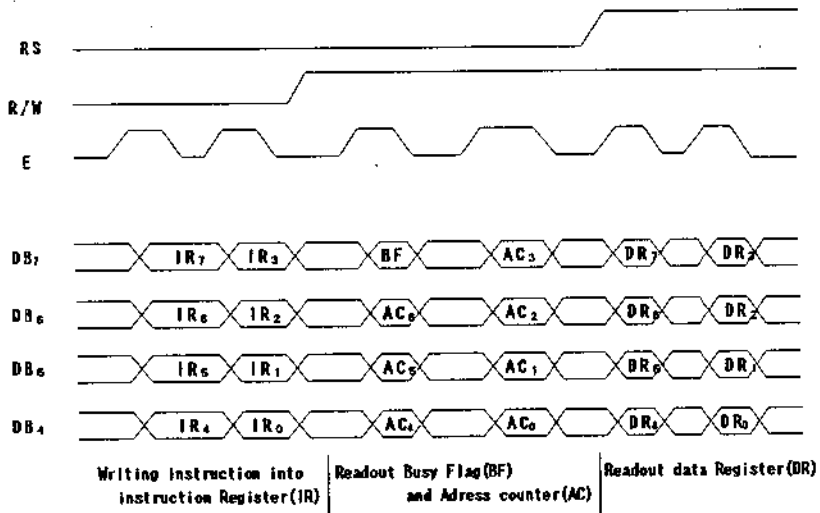 RS
R/W
E
DB₇ IR₇ IR₃ BF AC₃ DR₇ DR₃
DB₆ IR₆ IR₂ AC₆ AC₂ DR₆ DR₂
DB₅ IR₅ IR₁ AC₅ AC₁ DR₅ DR₁
DB₄ IR₄ IR₀ AC₄ AC₀ DR₄ DR₀
Writing Instruction into Readout Busy Flag(BF) Readout data Register(DR)
instruction Register(IR) and Adress counter(AC)